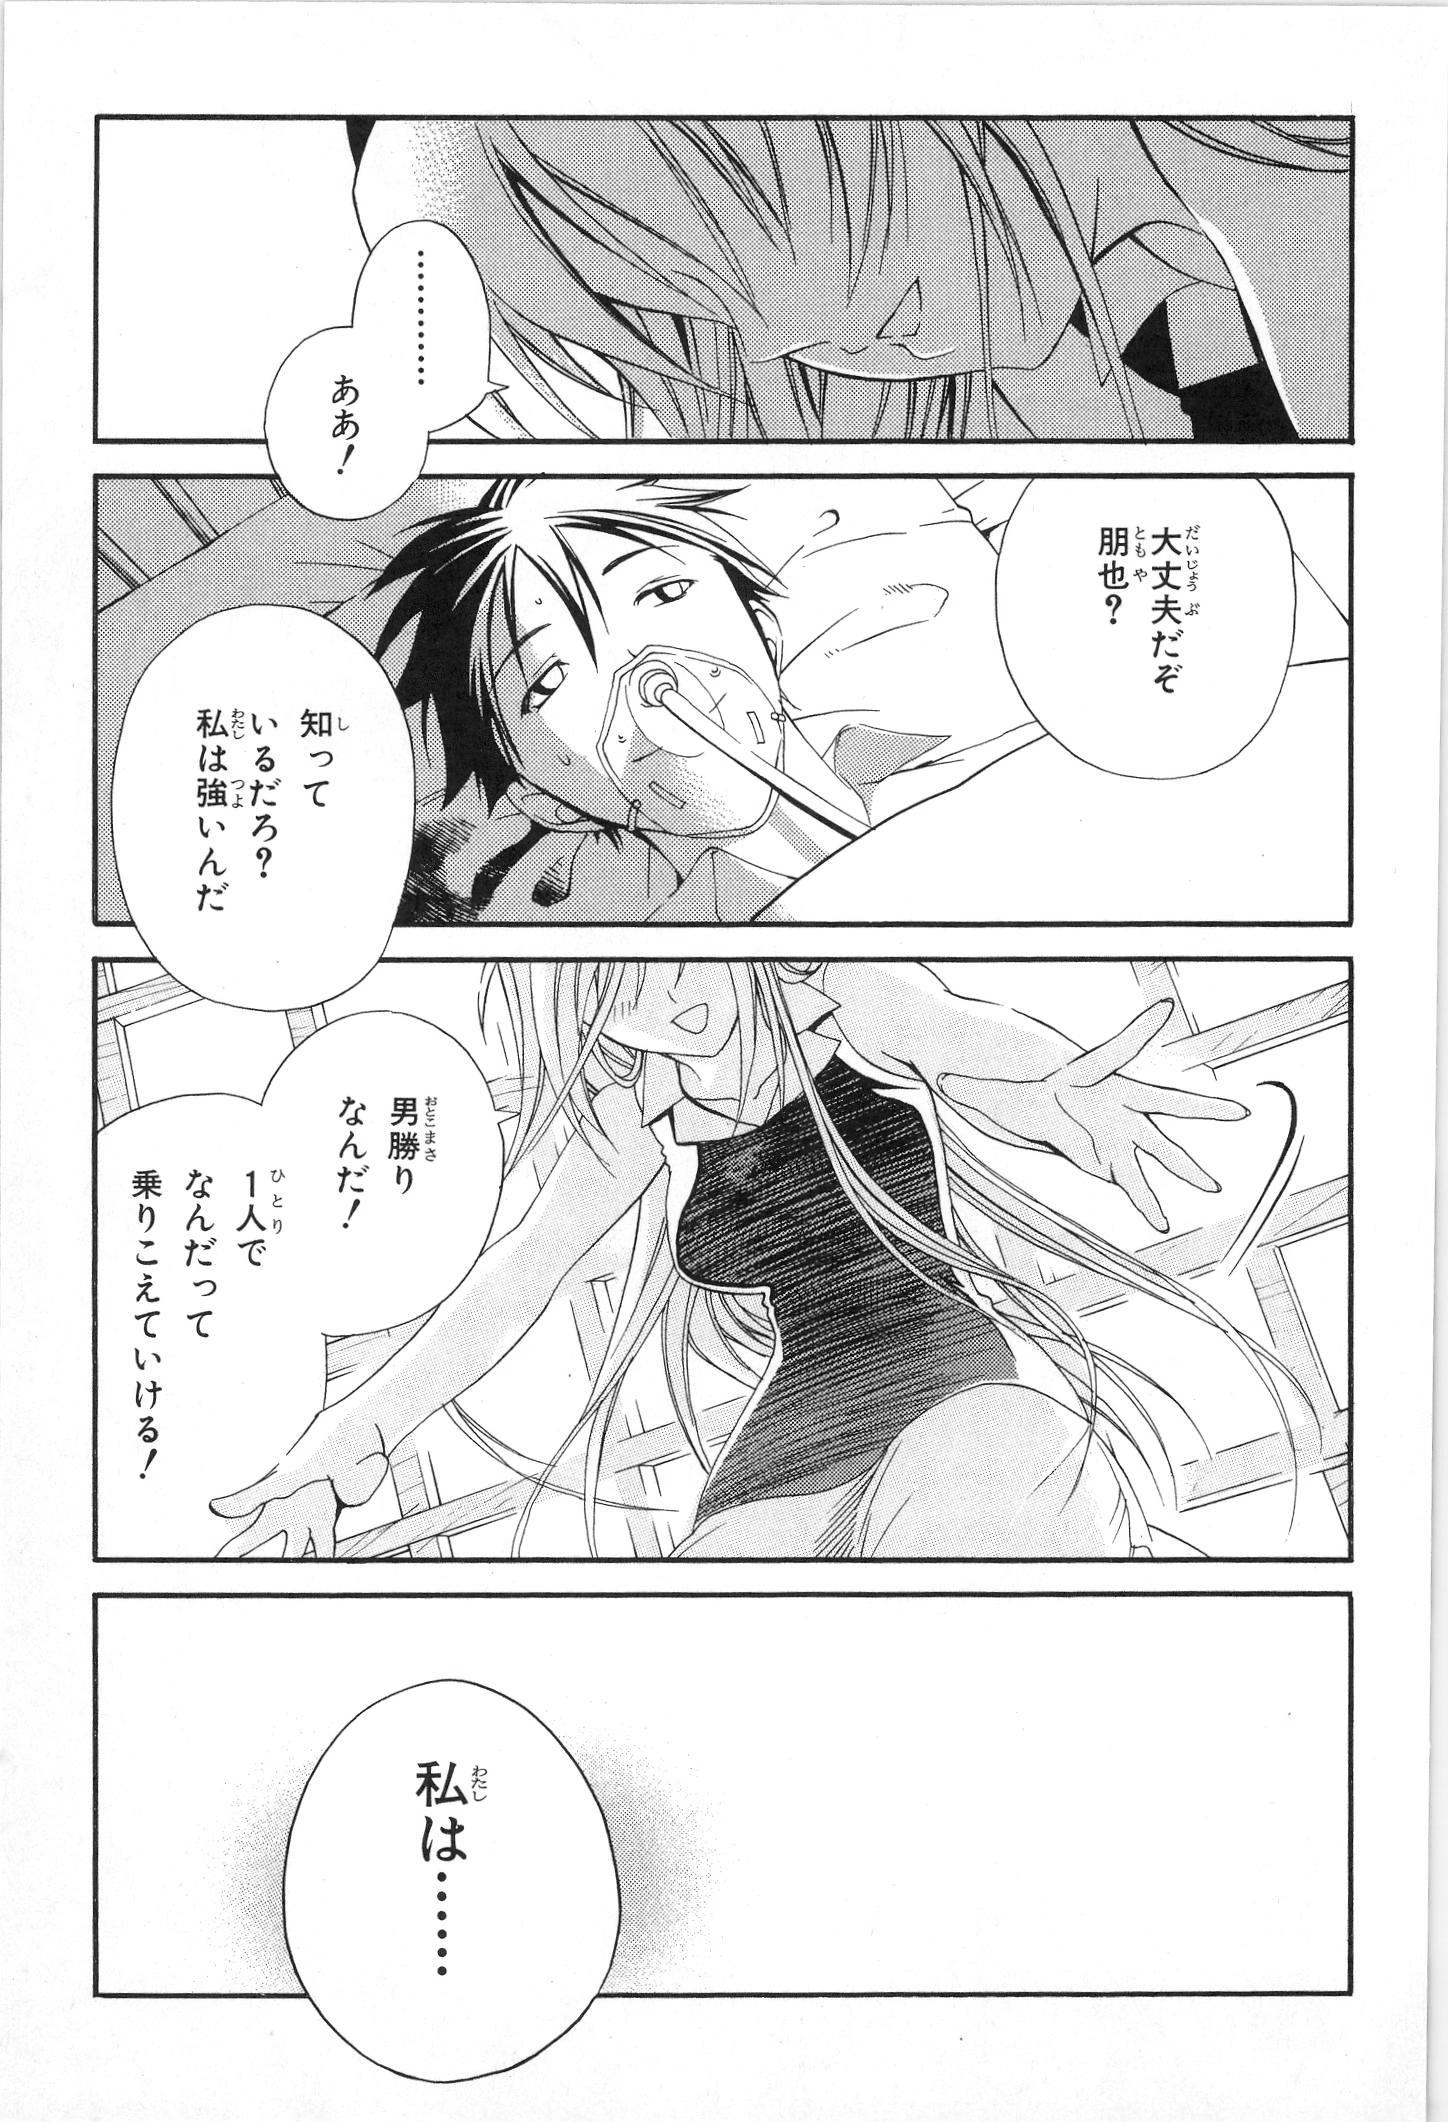 …………
ああ！
大丈夫だぞ
朋也？
知って
いるだろ？
私は強いんだ
男勝り
なんだ！
1人で
なんだって
乗りこえていける！
私は………